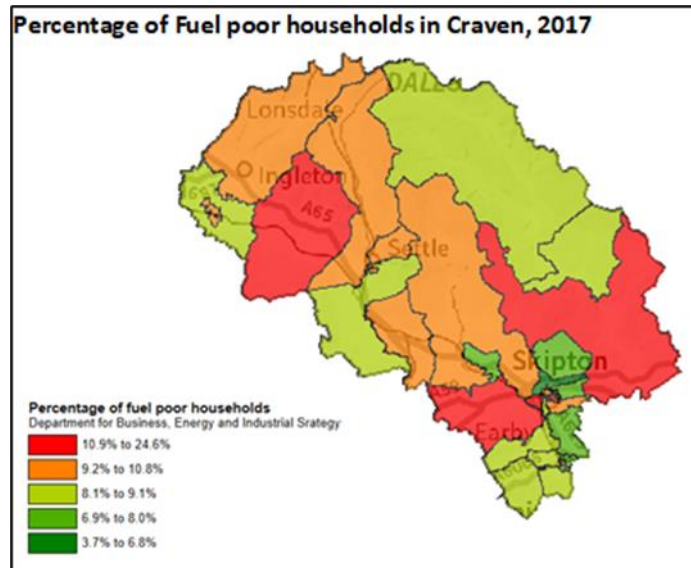 Percentage of Fuel poor households in Craven, 2017
DALES
Lonsdale
Ingleton
A65
Settle
Skipton
Earby
Percentage of fuel poor households
Department for Business, Energy and Industrial Srategy
10.9% to 24.6%
9.2% to 10.8%
8.1% to 9.1%
6.9% to 8.0%
3.7% to 6.8%